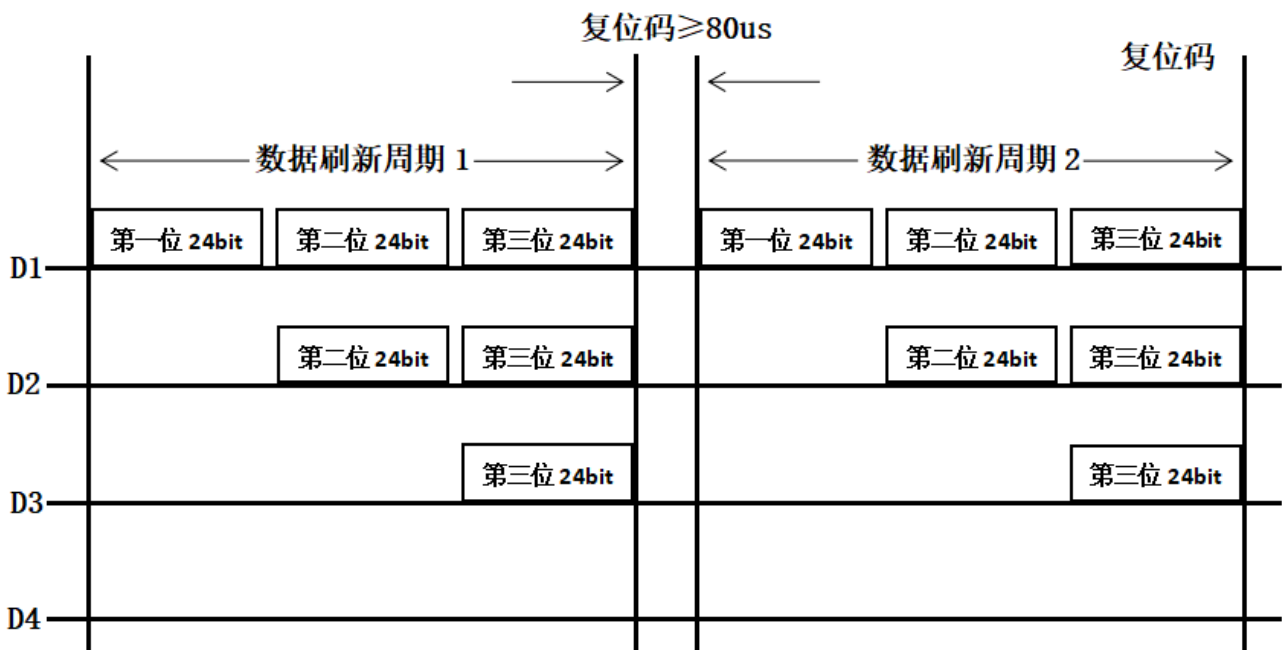 复位码≥80us
复位码
数据刷新周期1
数据刷新周期2
D1 第一位 24bit 第二位 24bit 第三位 24bit 第一位 24bit 第二位 24bit 第三位 24bit
D2 第二位 24bit 第三位 24bit 第二位 24bit 第三位 24bit
D3 第三位 24bit 第三位 24bit
D4